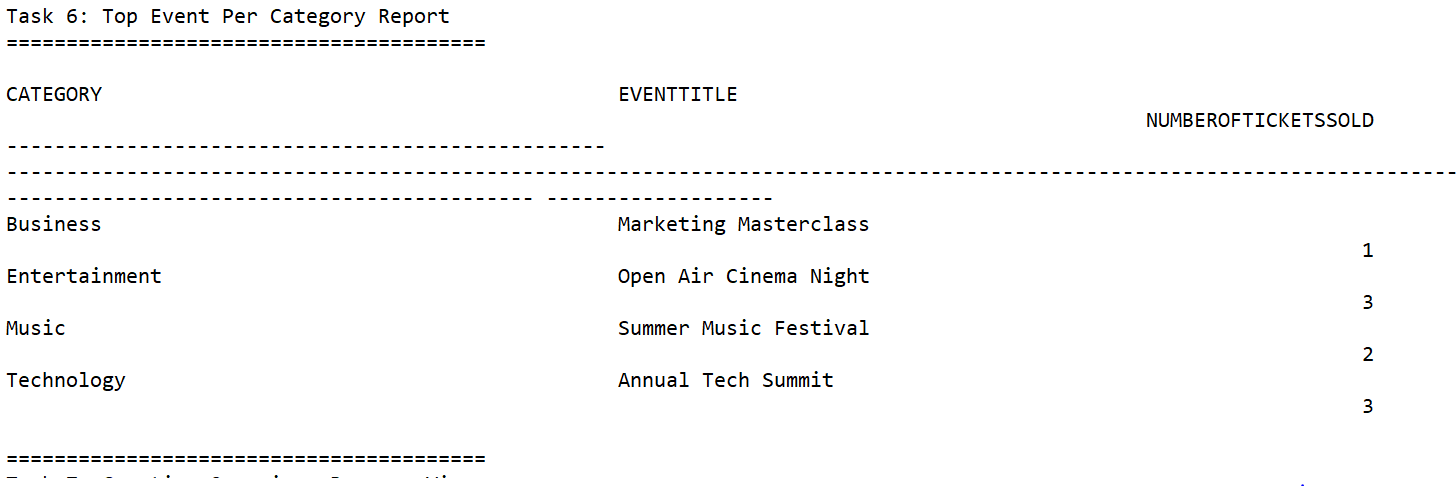 Task 6: Top Event Per Category Report
========================================
CATEGORY                                           EVENTTITLE
NUMBEROFTICKETSSOLD
--------------------------------------------------
-------------------------------------------------------------------------------------------------------------------------
-------------------------------------------- -------------------
Business                                           Marketing Masterclass
1
Entertainment                                      Open Air Cinema Night
3
Music                                              Summer Music Festival
2
Technology                                         Annual Tech Summit
3
========================================